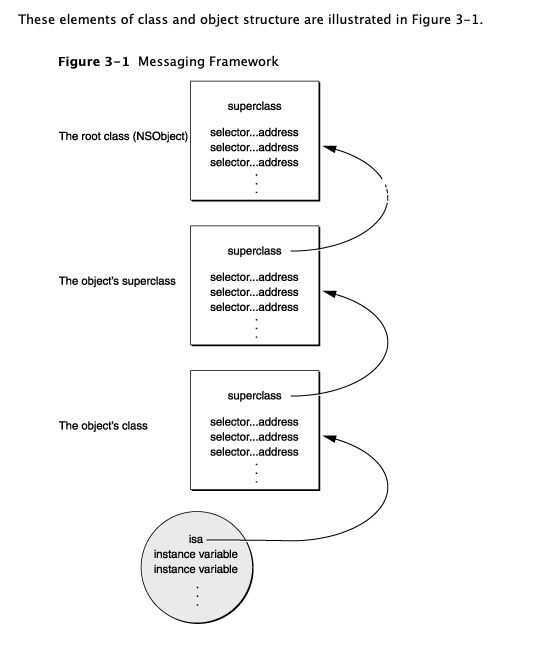 These elements of class and object structure are illustrated in Figure 3–1.
Figure 3–1 Messaging Framework
superclass
The root class (NSObject)
selector...address
selector...address
selector...address
.
.
.
superclass
The object's superclass
selector...address
selector...address
selector...address
.
.
.
superclass
The object's class
selector...address
selector...address
selector...address
.
.
.
isa
instance variable
instance variable
.
.
.